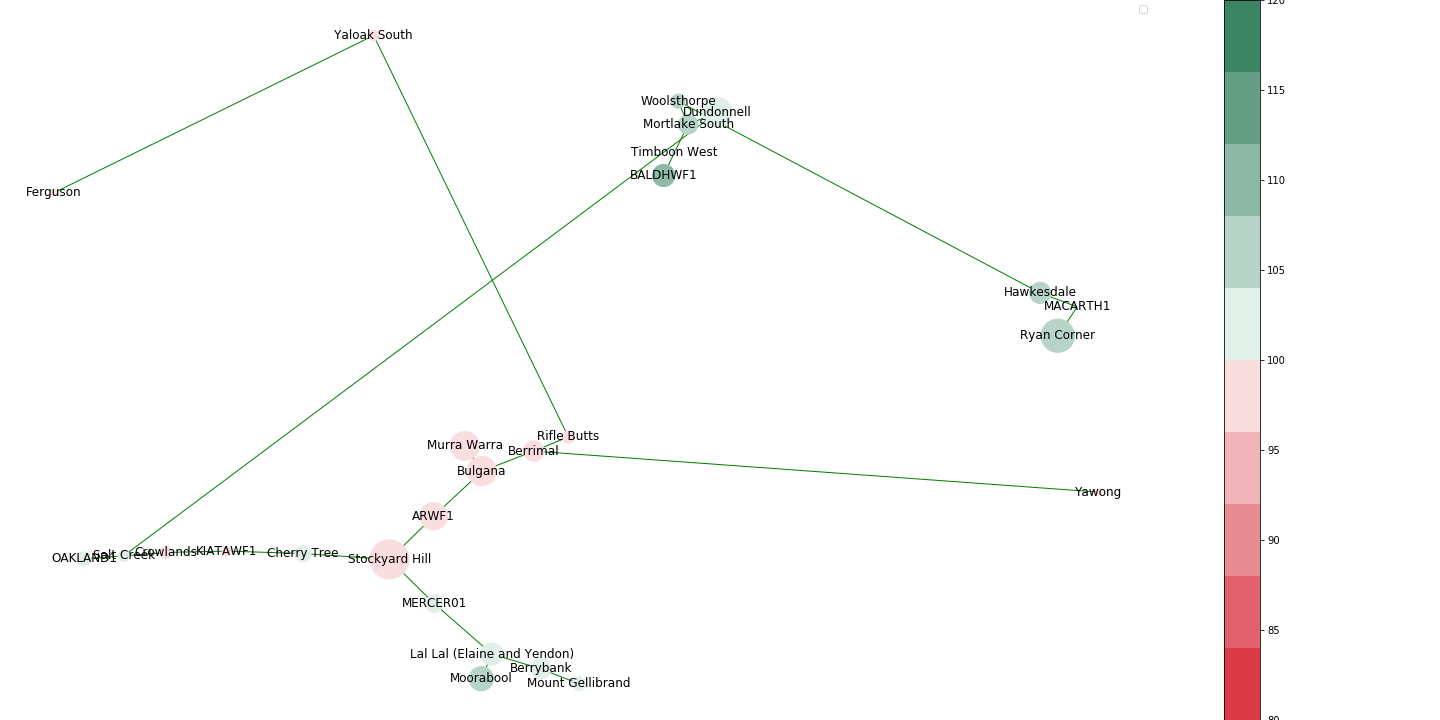 120
Yaloak South
115
Woolsthorpe
Dundonnell
Mortlake South
Timboon West
BALDHWF1
110
Ferguson
105
Hawkesdale
MACARTH1
Ryan Corner
100
95
Rifle Butts
Murra Warra
Berrimal
Bulgana
Yawong
ARWF1
90
OAKLAND1
Salt Creek
Crowlands
KIATAWF1
Cherry Tree
Stockyard Hill
MERCER01
85
Lal Lal (Elaine and Yendon)
Berrybank
Moorabool
Mount Gellibrand
80